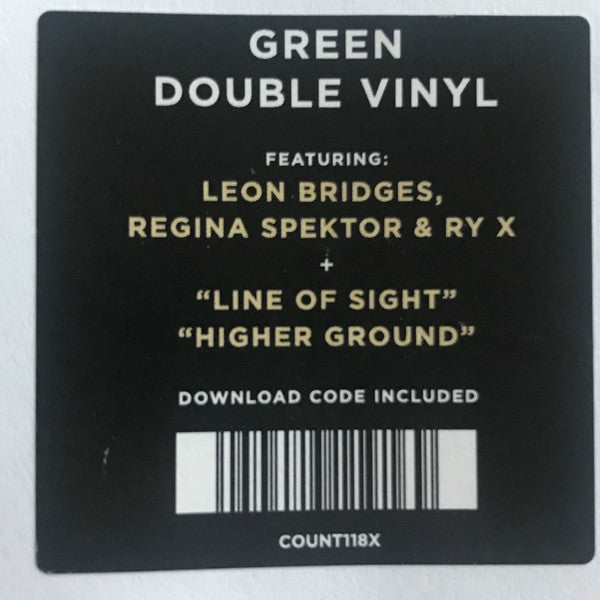 GREEN
DOUBLE VINYL
FEATURING:
LEON BRIDGES,
REGINA SPEKTOR & RY X
+
“LINE OF SIGHT”
“HIGHER GROUND”
DOWNLOAD CODE INCLUDED
COUNT118X